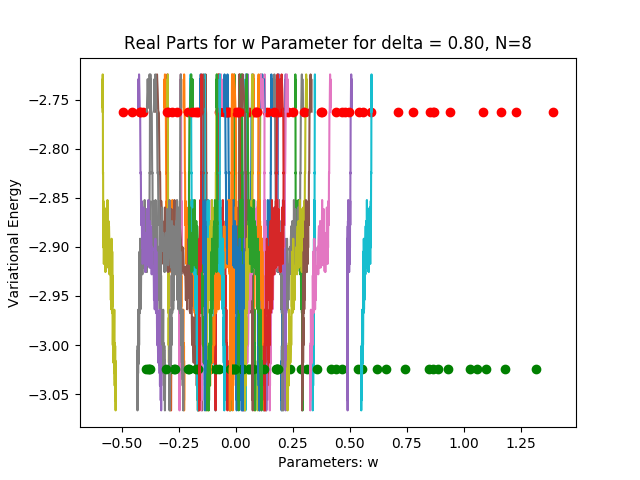 Real Parts for w Parameter for delta = 0.80, N=8
Variational Energy
−2.75
−2.80
−2.85
−2.90
−2.95
−3.00
−3.05
−0.50 −0.25 0.00 0.25 0.50 0.75 1.00 1.25
Parameters: w